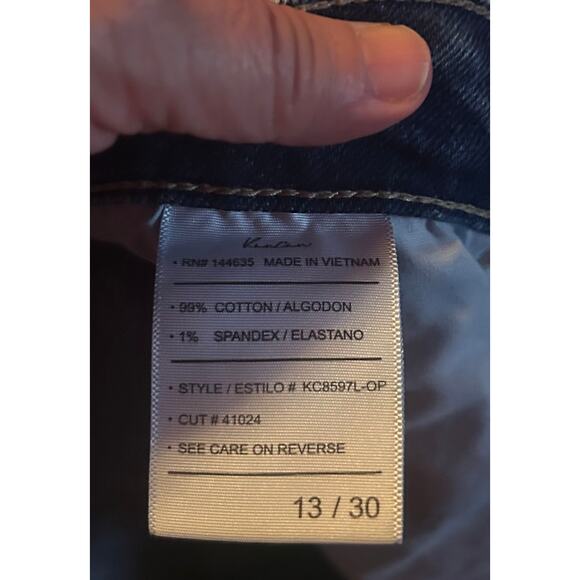 KanCan
• RN# 144635 MADE IN VIETNAM
• 99% COTTON / ALGODON
• 1% SPANDEX / ELASTANO
• STYLE / ESTILO # KC8597L-OP
• CUT # 41024
• SEE CARE ON REVERSE
13 / 30